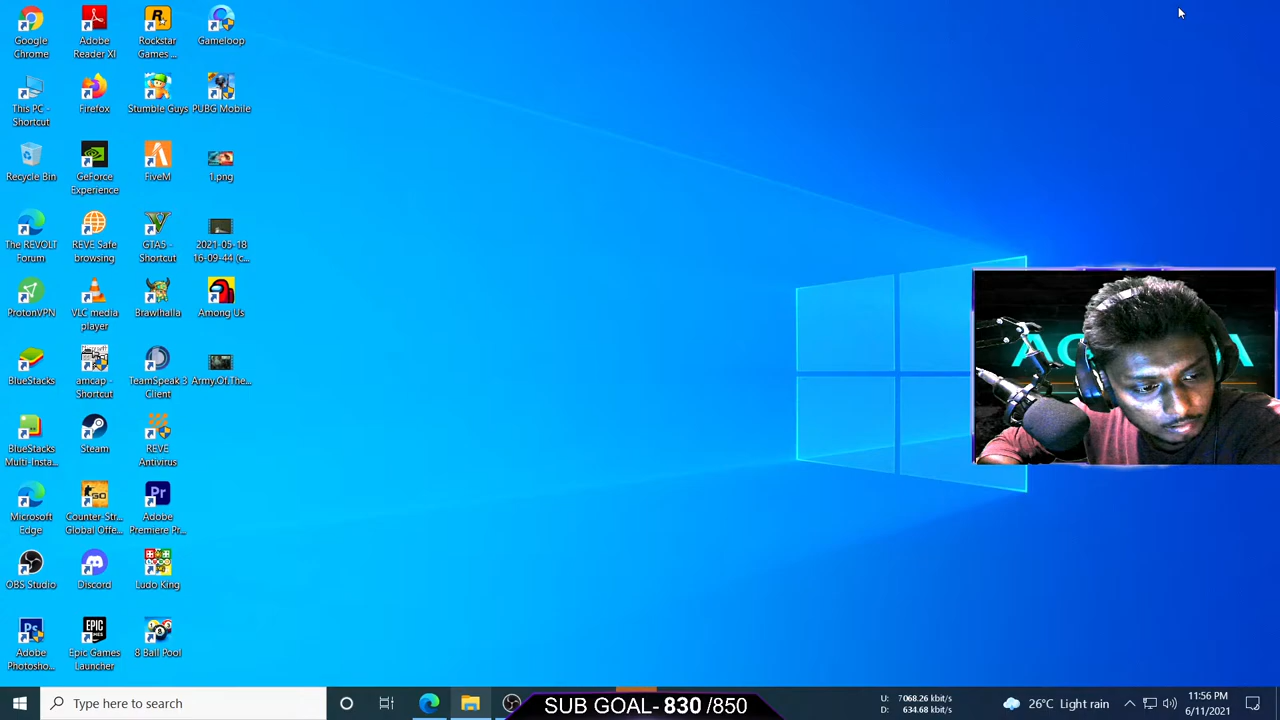 Google
Chrome
Adobe
Reader XI
Rockstar
Games ...
Gameloop
This PC -
Shortcut
Firefox
Stumble Guys
PUBG Mobile
Recycle Bin
GeForce
Experience
FiveM
1.png
The REVOLT
Forum
REVE Safe
browsing
GTA5 -
Shortcut
2021-05-18
16-09-44 (c...
ProtonVPN
VLC media
player
Brawlhalla
Among Us
BlueStacks
amcap -
Shortcut
TeamSpeak 3
Client
Army.Of.The...
BlueStacks
Multi-Insta...
Steam
REVE
Antivirus
Microsoft
Edge
Counter-Str...
Global Offe...
Adobe
Premiere Pr...
OBS Studio
Discord
Ludo King
Adobe
Photosho...
Epic Games
Launcher
8 Ball Pool
Type here to search
SUB GOAL- 830 /850
U: 7068.26 kbit/s
D: 634.68 kbit/s
26°C Light rain
11:56 PM
6/11/2021